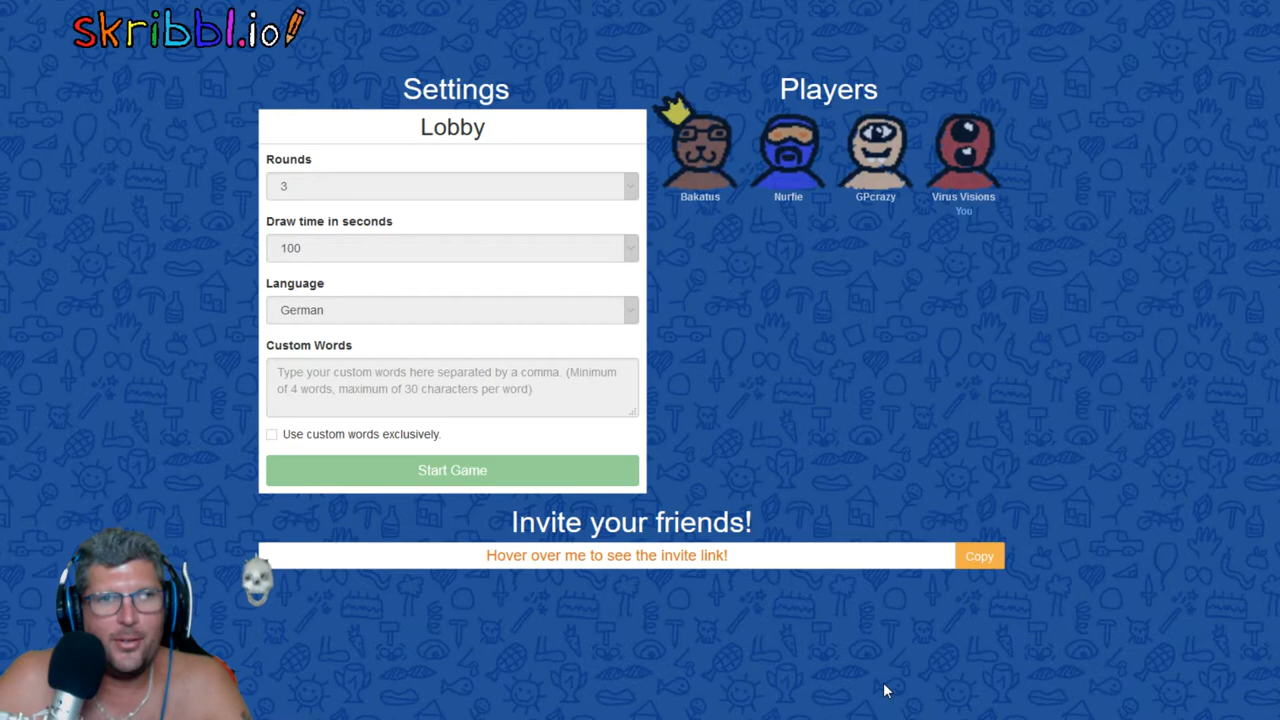 skribbl.io
Settings
Players
Lobby
Rounds
3
Draw time in seconds
100
Language
German
Custom Words
Type your custom words here separated by a comma. (Minimum
of 4 words, maximum of 30 characters per word)
Use custom words exclusively.
Start Game
Bakatus
Nurfie
GPcrazy
Virus Visions
You
Invite your friends!
Hover over me to see the invite link!
Copy